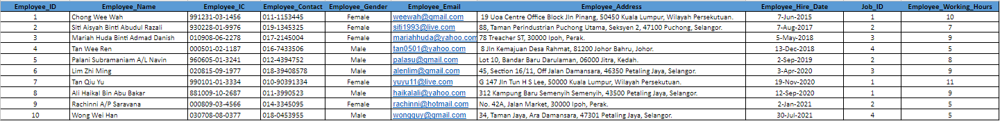 Employee_ID Employee_Name Employee_IC Employee_Contact Employee_Gender Employee_Email Employee_Address Employee_Hire_Date Job_ID Employee_Working_Hours
1 Chong Wee Wah 991231-03-1456 011-1153445 Female weewah@gmail.com 19 Uoa Centre Office Block Jln Pinang, 50450 Kuala Lumpur, Wilayah Persekutuan. 7-Jun-2015 1 10
2 Siti Aisyah Binti Abudul Razali 930228-01-9976 019-1345325 Female siti1993@live.com 88, Taman Perindustrian Puchong Utama, Seksyen 2, 47100 Puchong, Selangor. 7-Aug-2017 2 7
3 Mariah Huda Binti Admad Danish 010908-06-2278 017-2145004 Female mariahhuda@yahoo.com 78 Treacher ST, 30000 Ipoh, Perak. 5-May-2018 3 9
4 Tan Wee Ren 000501-02-1187 016-7433506 Male tan0501@yahoo.com 8 Jln Kemajuan Desa Rahmat, 81200 Johor Bahru, Johor. 13-Dec-2018 4 5
5 Palani Subramaniam A/L Navin 960605-01-3241 012-4394752 Male palasu@gmail.com Lot 10, Bandar Baru Darulaman, 06000 Jitra, Kedah. 2-Sep-2019 2 8
6 Lim Zhi Ming 020815-09-1977 018-39408578 Male alenlim@gmail.com 45, Section 16/11, Off Jalan Damansara, 46350 Petaling Jaya, Selangor. 3-Apr-2020 3 9
7 Tan Qiu Yu 990101-01-3334 010-90391334 Female yuyu11@live.com G 147 Jln Tun H S Lee, 50000 Kuala Lumpur, Wilayah Persekutuan. 19-Nov-2020 1 11
8 Ali Haikal Bin Abu Bakar 881009-10-2687 011-3990523 Male haikalali@yahoo.com 312 Kampung Baru Semenyih Semenyih, 43500 Petaling Jaya, Selangor. 12-Sep-2020 1 9
9 Rachinni A/P Saravana 000809-03-4566 014-3345095 Female rachinni@hotmail.com No. 42A, Jalan Market, 30000 Ipoh, Perak. 2-Jan-2021 2 5
10 Wong Wei Han 030708-08-0377 018-0453955 Male wongguy@gmail.com 34, Taman Jaya, Ara Damansara, 47301 Petaling Jaya, Selangor. 30-Jul-2021 4 5